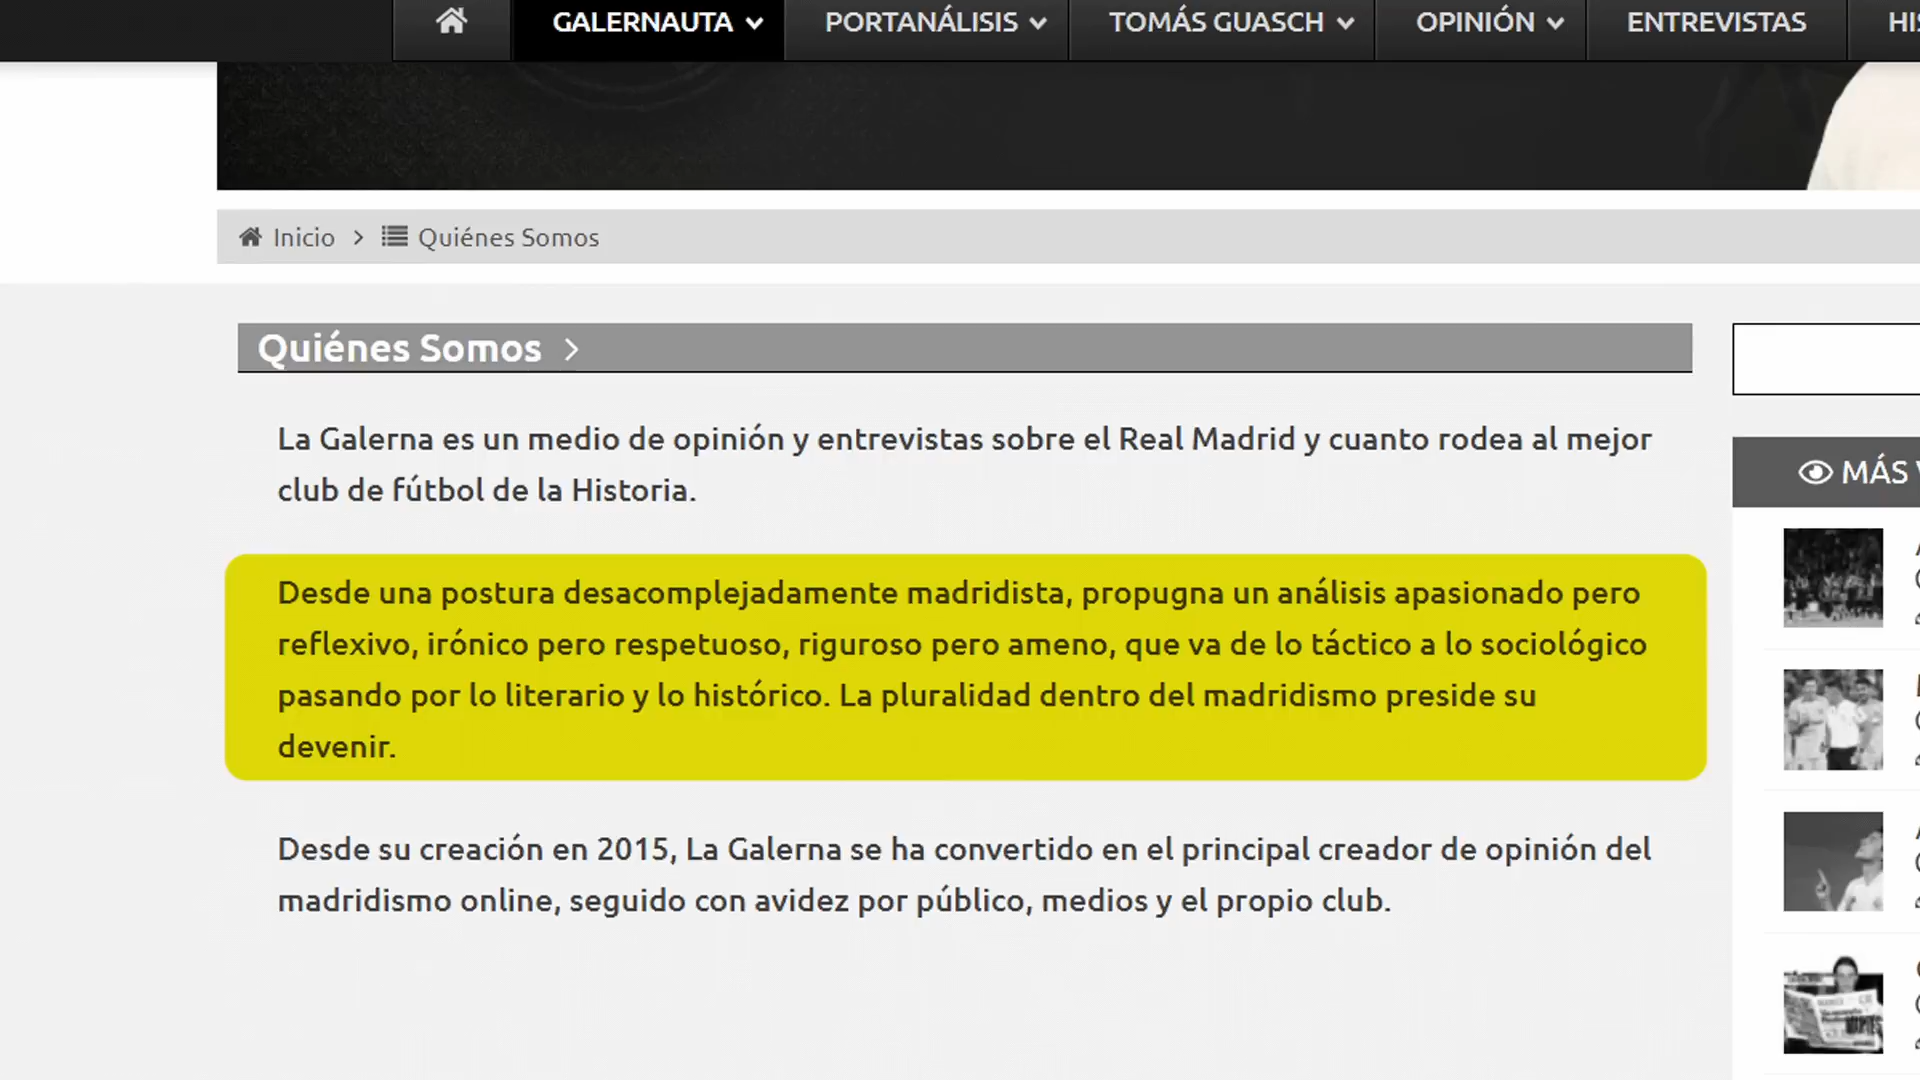 GALERNAUTA PORTANÁLISIS TOMÁS GUASCH OPINIÓN ENTREVISTAS
Inicio > Quiénes Somos
Quiénes Somos >
La Galerna es un medio de opinión y entrevistas sobre el Real Madrid y cuanto rodea al mejor
club de fútbol de la Historia.
Desde una postura desacomplejadamente madridista, propugna un análisis apasionado pero
reflexivo, irónico pero respetuoso, riguroso pero ameno, que va de lo táctico a lo sociológico
pasando por lo literario y lo histórico. La pluralidad dentro del madridismo preside su
devenir.
Desde su creación en 2015, La Galerna se ha convertido en el principal creador de opinión del
madridismo online, seguido con avidez por público, medios y el propio club.
MÁS